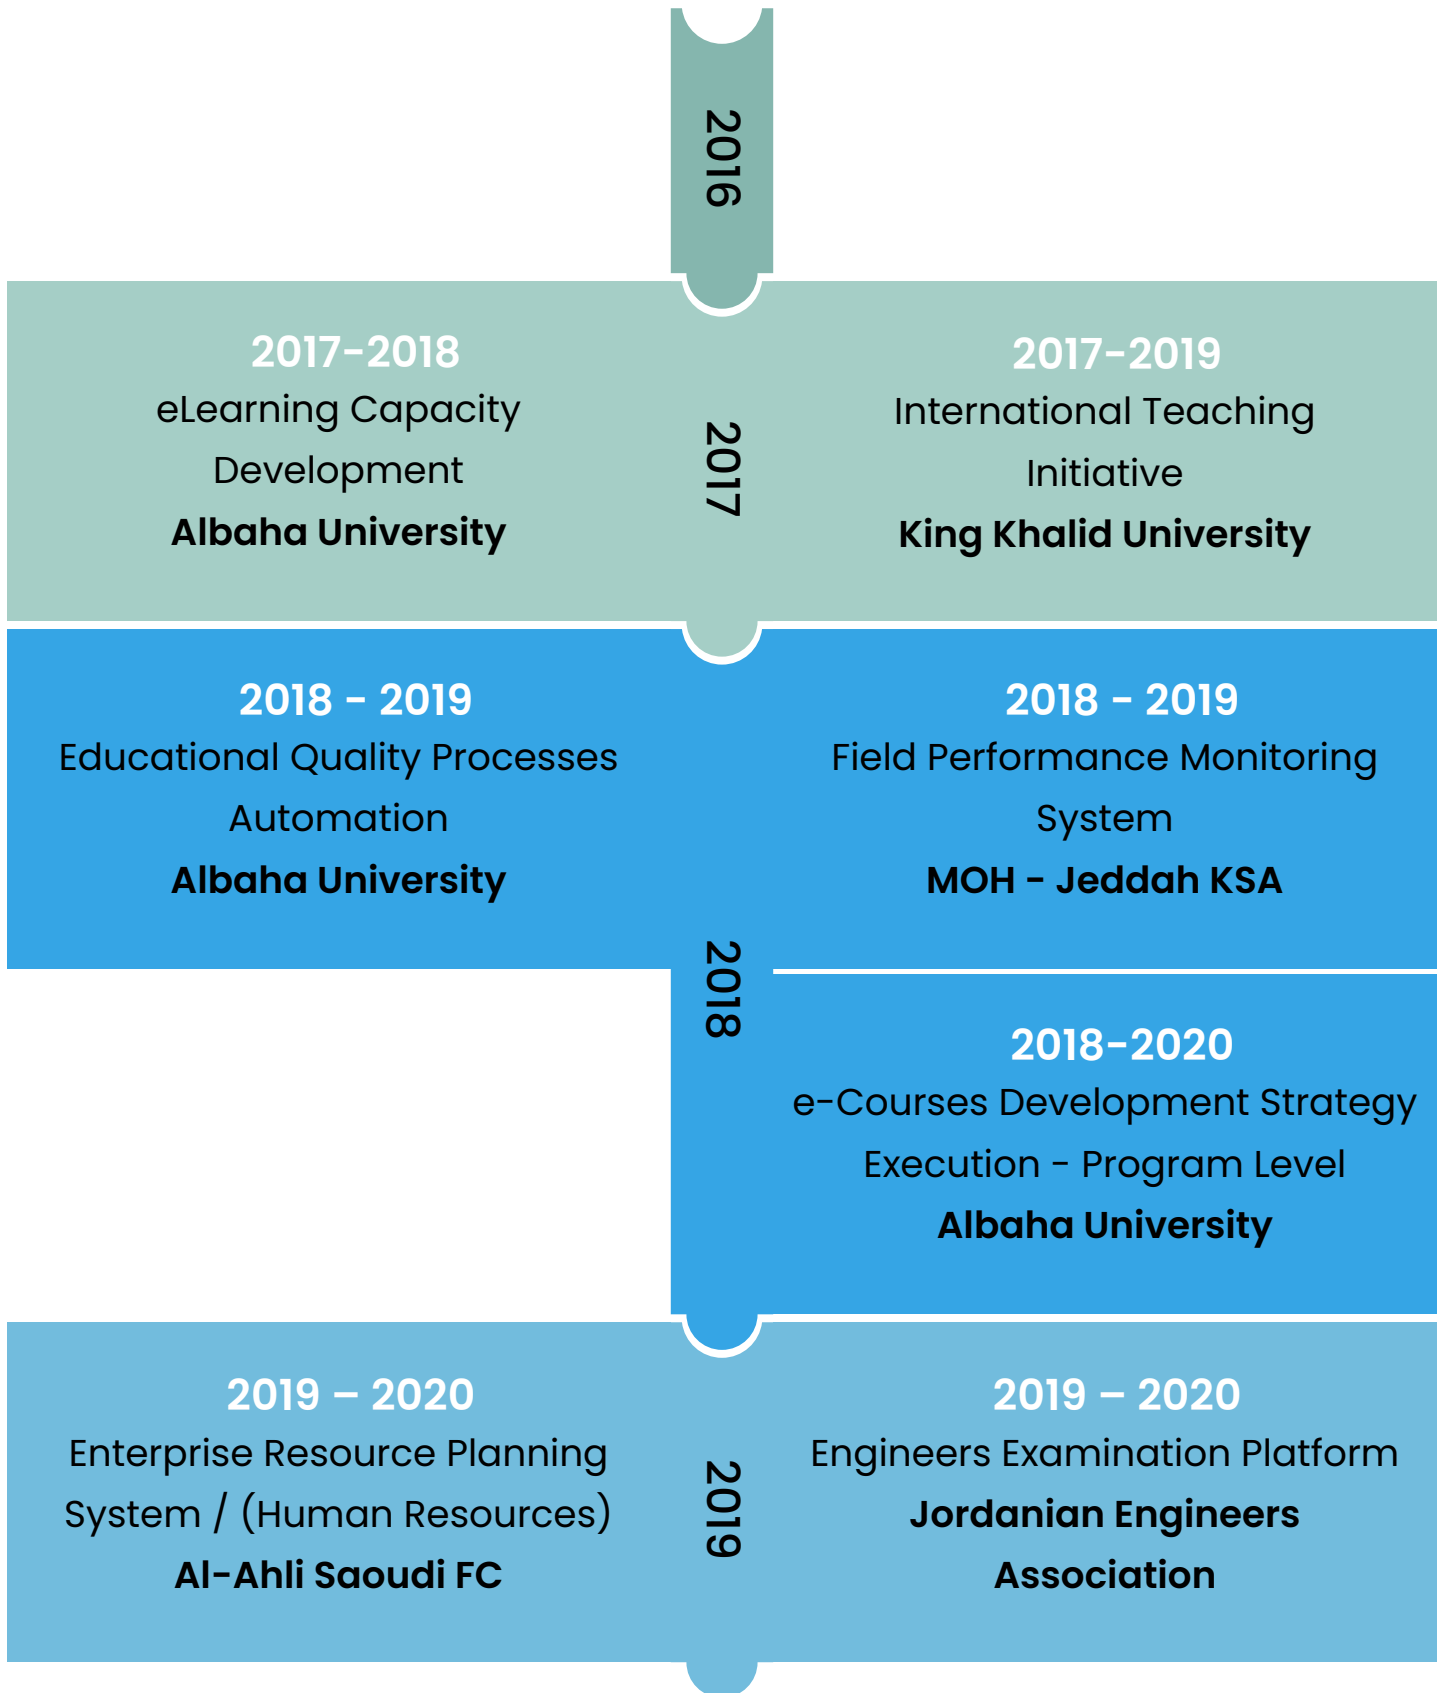 2016
2017-2018
eLearning Capacity
Development
Albaha University
2017
2017-2019
International Teaching
Initiative
King Khalid University
2018 - 2019
Educational Quality Processes
Automation
Albaha University
2018
2018 - 2019
Field Performance Monitoring
System
MOH - Jeddah KSA
2018-2020
e-Courses Development Strategy
Execution - Program Level
Albaha University
2019 – 2020
Enterprise Resource Planning
System / (Human Resources)
Al-Ahli Saoudi FC
2019
2019 – 2020
Engineers Examination Platform
Jordanian Engineers
Association